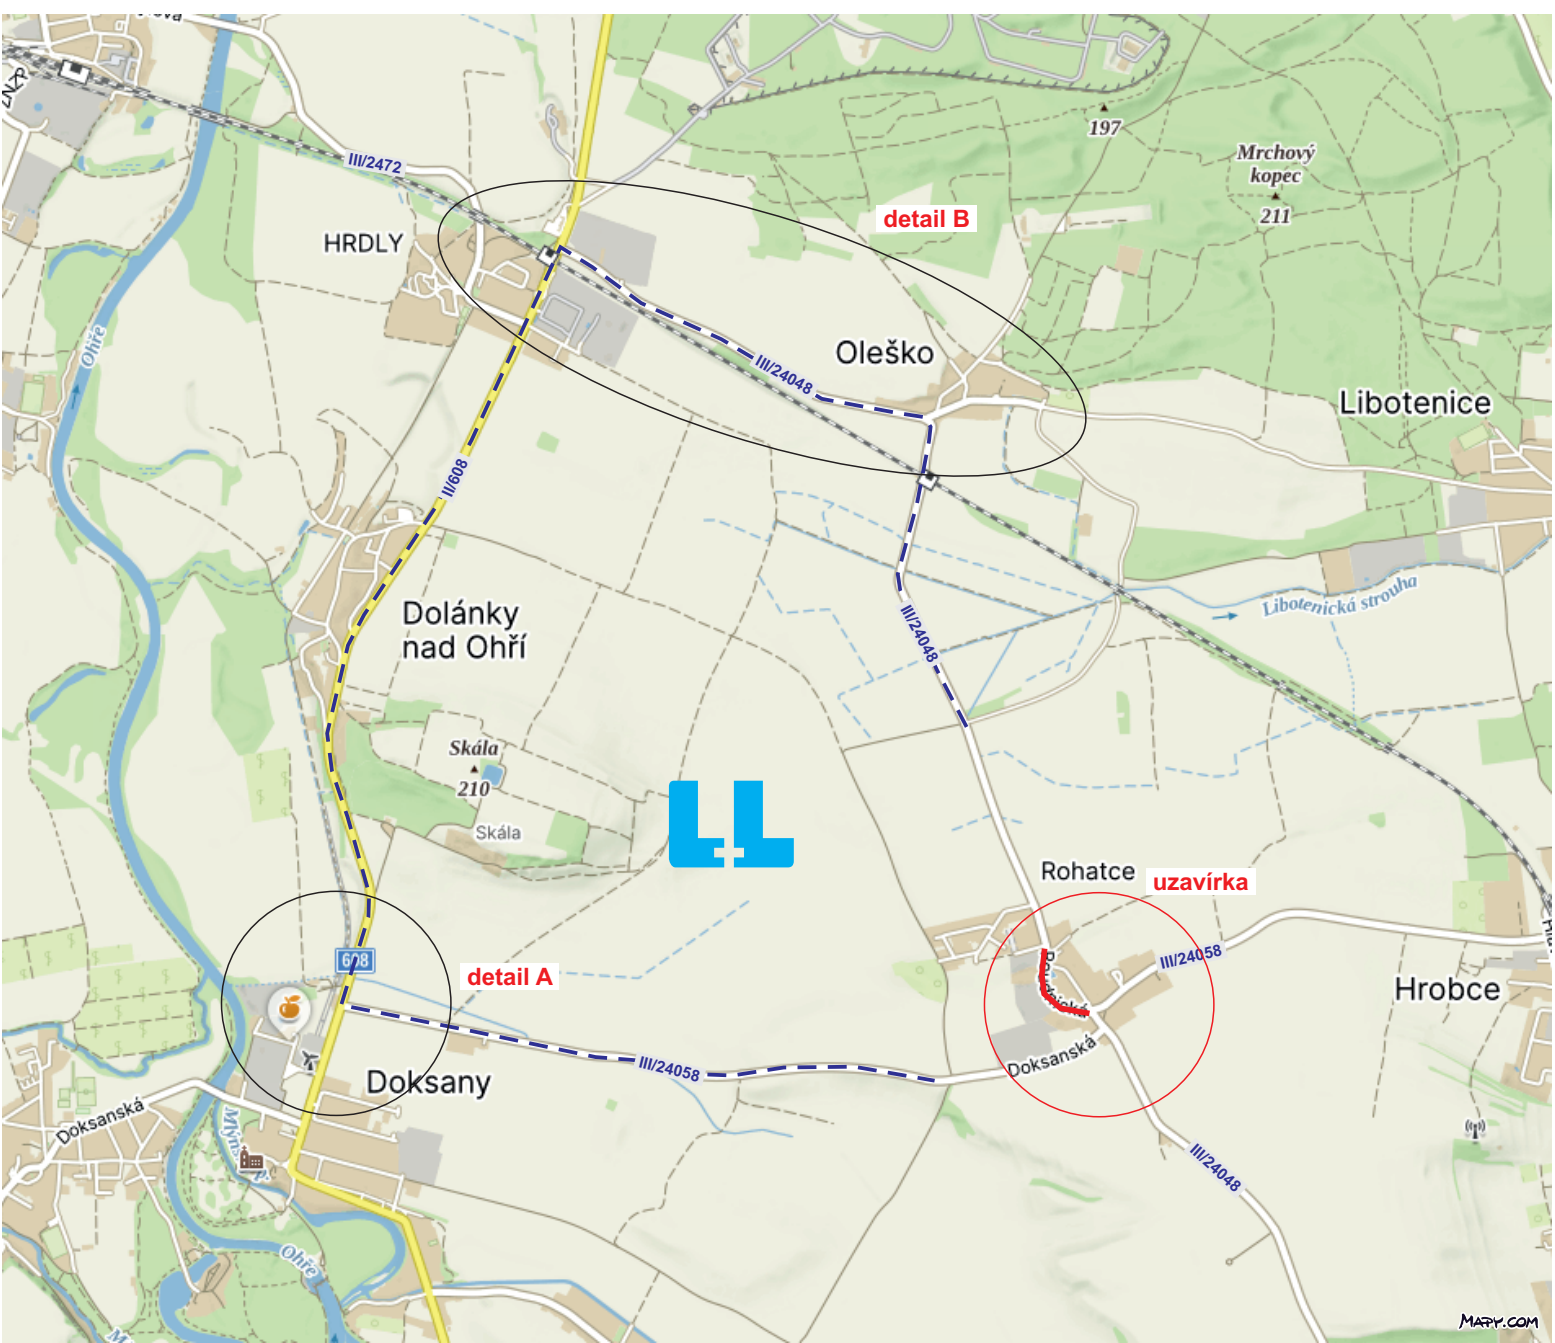 III/2472
197
Mrchový
kopec
211
detail B
HRDLY
Ohře
Oleško
III/24048
Libotenice
II/608
Libotenická strouha
Dolánky
nad Ohří
III/24048
Skála
210
Skála
L+L
Rohatce
uzavírka
608
detail A
III/24058
Roudnická
Hrobce
Doksanská
III/24058
Doksany
Doksanská
III/24048
Ohře
Mapy.com